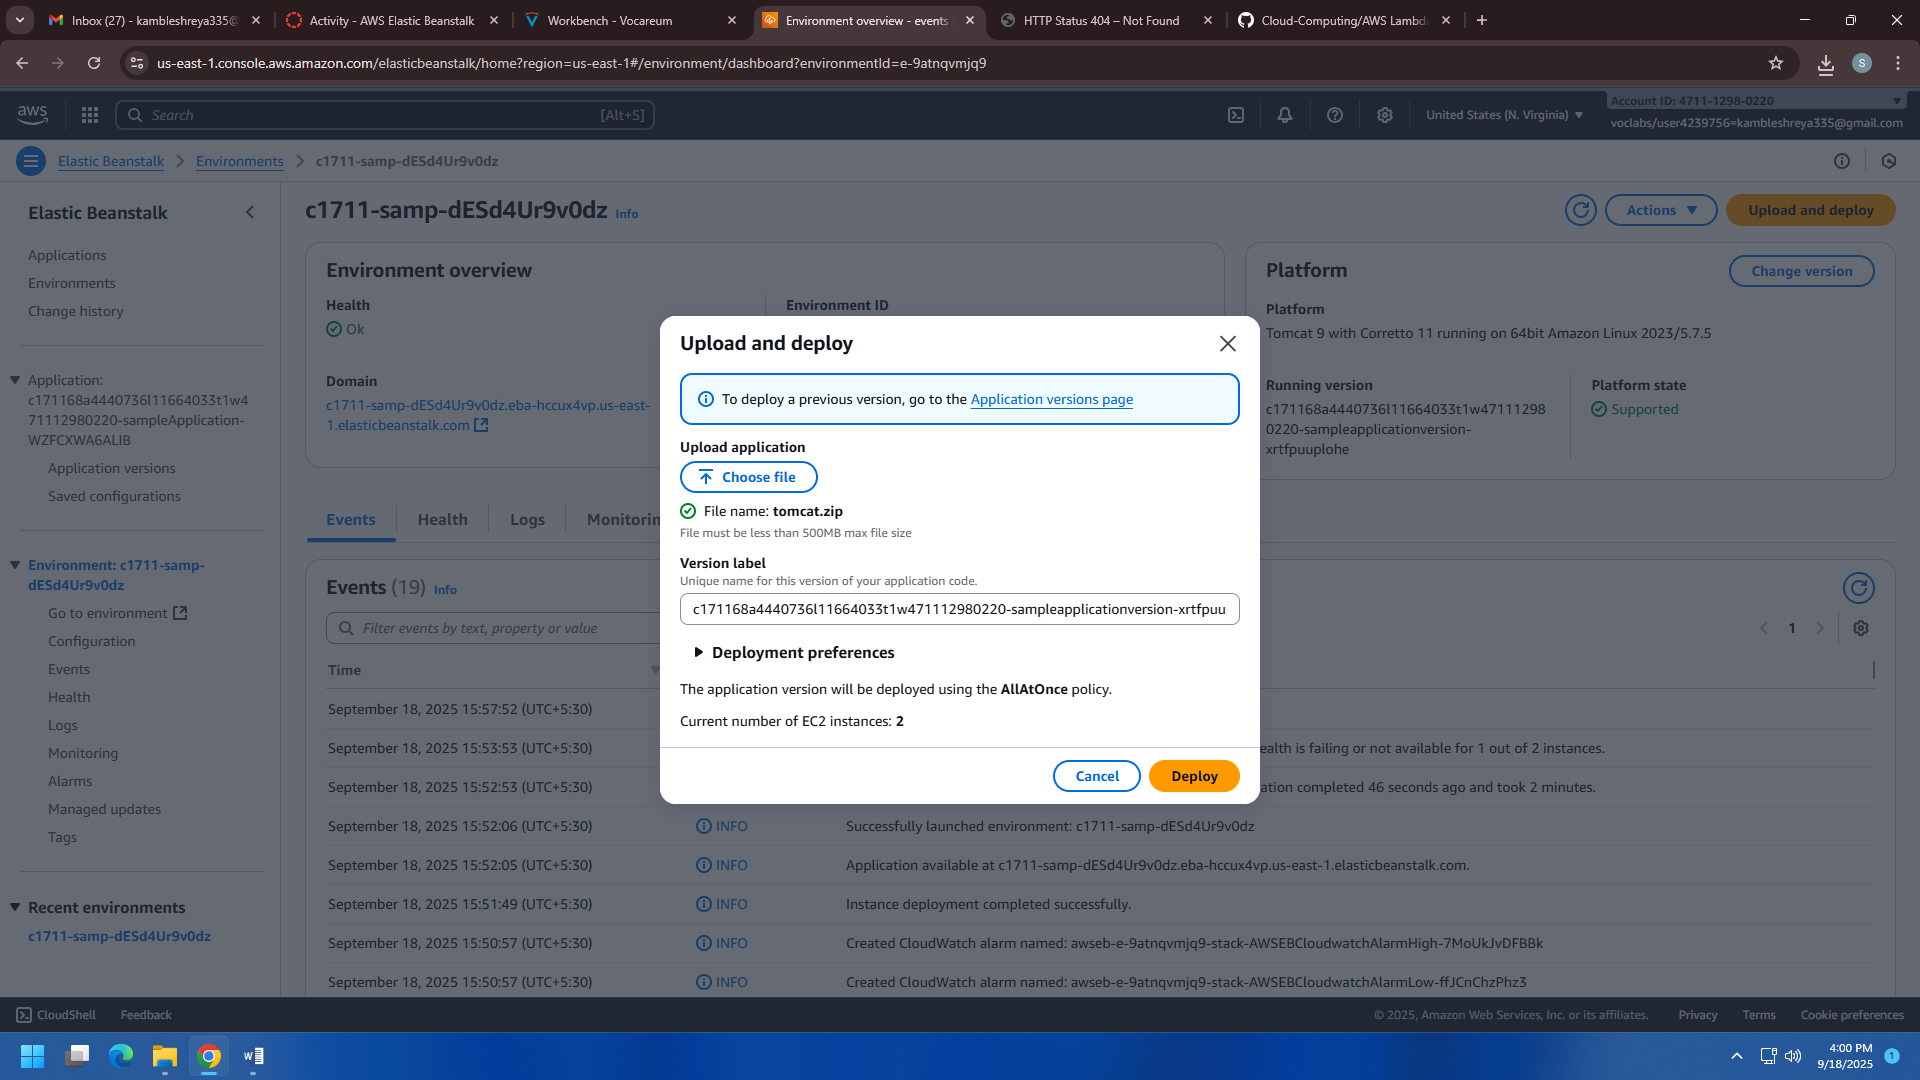 Inbox (27) - kambleshreya335@
Activity - AWS Elastic Beanstalk
Workbench - Vocareum
Environment overview - events
HTTP Status 404 – Not Found
Cloud-Computing/AWS Lambd
us-east-1.console.aws.amazon.com/elasticbeanstalk/home?region=us-east-1#/environment/dashboard?environmentId=e-9atnqvmjq9
S
aws
Search
[Alt+S]
United States (N. Virginia)
Account ID: 4711-1298-0220
voclabs/user4239756=kambleshreya335@gmail.com
Elastic Beanstalk
Environments
c1711-samp-dESd4Ur9v0dz
Elastic Beanstalk
Applications
Environments
Change history
Application:
c171168a4440736l11664033t1w4
71112980220-sampleApplication-
WZFCXWA6ALIB
Application versions
Saved configurations
Environment: c1711-samp-
dESd4Ur9v0dz
Go to environment
Configuration
Events
Health
Logs
Monitoring
Alarms
Managed updates
Tags
Recent environments
c1711-samp-dESd4Ur9v0dz
c1711-samp-dESd4Ur9v0dz Info
Actions
Upload and deploy
Environment overview
Health
Ok
Environment ID
Domain
c1711-samp-dESd4Ur9v0dz.eba-hccux4vp.us-east-
1.elasticbeanstalk.com
Platform
Change version
Platform
Tomcat 9 with Corretto 11 running on 64bit Amazon Linux 2023/5.7.5
Running version
c171168a4440736l11664033t1w47111298
0220-sampleapplicationversion-
xrtfpuuplohe
Platform state
Supported
Events
Health
Logs
Monitorin
Events (19) Info
Filter events by text, property or value
1
Time
September 18, 2025 15:57:52 (UTC+5:30)
September 18, 2025 15:53:53 (UTC+5:30)
ealth is failing or not available for 1 out of 2 instances.
September 18, 2025 15:52:53 (UTC+5:30)
ation completed 46 seconds ago and took 2 minutes.
September 18, 2025 15:52:06 (UTC+5:30)
INFO
Successfully launched environment: c1711-samp-dESd4Ur9v0dz
September 18, 2025 15:52:05 (UTC+5:30)
INFO
Application available at c1711-samp-dESd4Ur9v0dz.eba-hccux4vp.us-east-1.elasticbeanstalk.com.
September 18, 2025 15:51:49 (UTC+5:30)
INFO
Instance deployment completed successfully.
September 18, 2025 15:50:57 (UTC+5:30)
INFO
Created CloudWatch alarm named: awseb-e-9atnqvmjq9-stack-AWSEBCloudwatchAlarmHigh-7MoUkJvDFBBk
September 18, 2025 15:50:57 (UTC+5:30)
INFO
Created CloudWatch alarm named: awseb-e-9atnqvmjq9-stack-AWSEBCloudwatchAlarmLow-ffJCnChzPhz3
Upload and deploy
To deploy a previous version, go to the Application versions page
Upload application
Choose file
File name: tomcat.zip
File must be less than 500MB max file size
Version label
Unique name for this version of your application code.
c171168a4440736l11664033t1w471112980220-sampleapplicationversion-xrtfpuu
Deployment preferences
The application version will be deployed using the AllAtOnce policy.
Current number of EC2 instances: 2
Cancel
Deploy
CloudShell
Feedback
© 2025, Amazon Web Services, Inc. or its affiliates.
Privacy
Terms
Cookie preferences
4:00 PM
9/18/2025
1